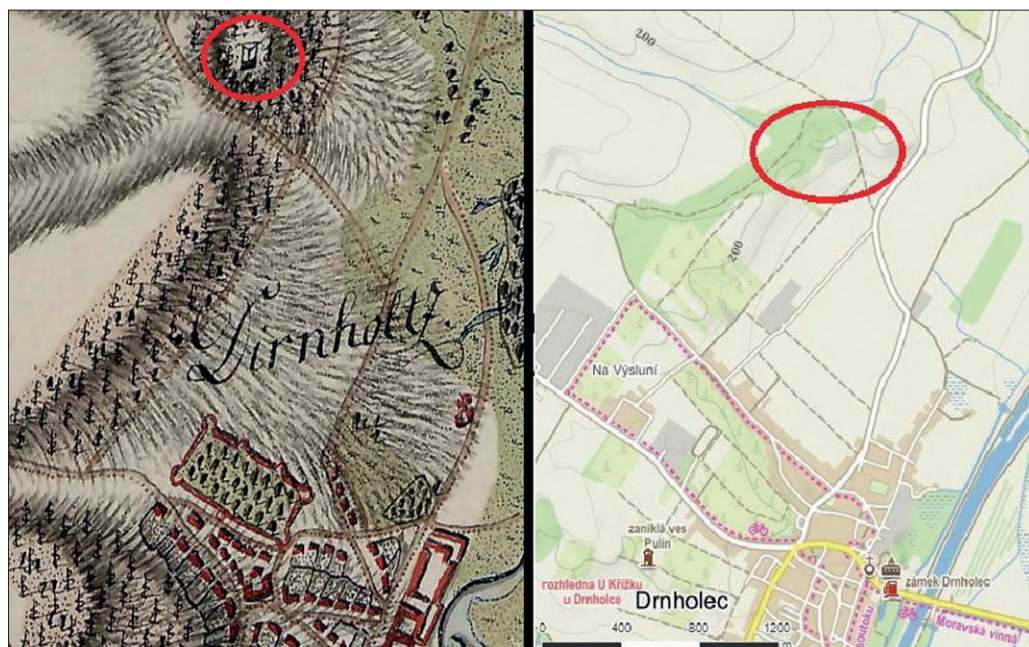 Dirnholtz
200
200
Na Výsluní
zaniklá ves
Pulín
rozhledna U Křížku
u Drnholce
Drnholec
zámek Drnholec
Moravská vinná
soutoku
0 400 800 1200
m